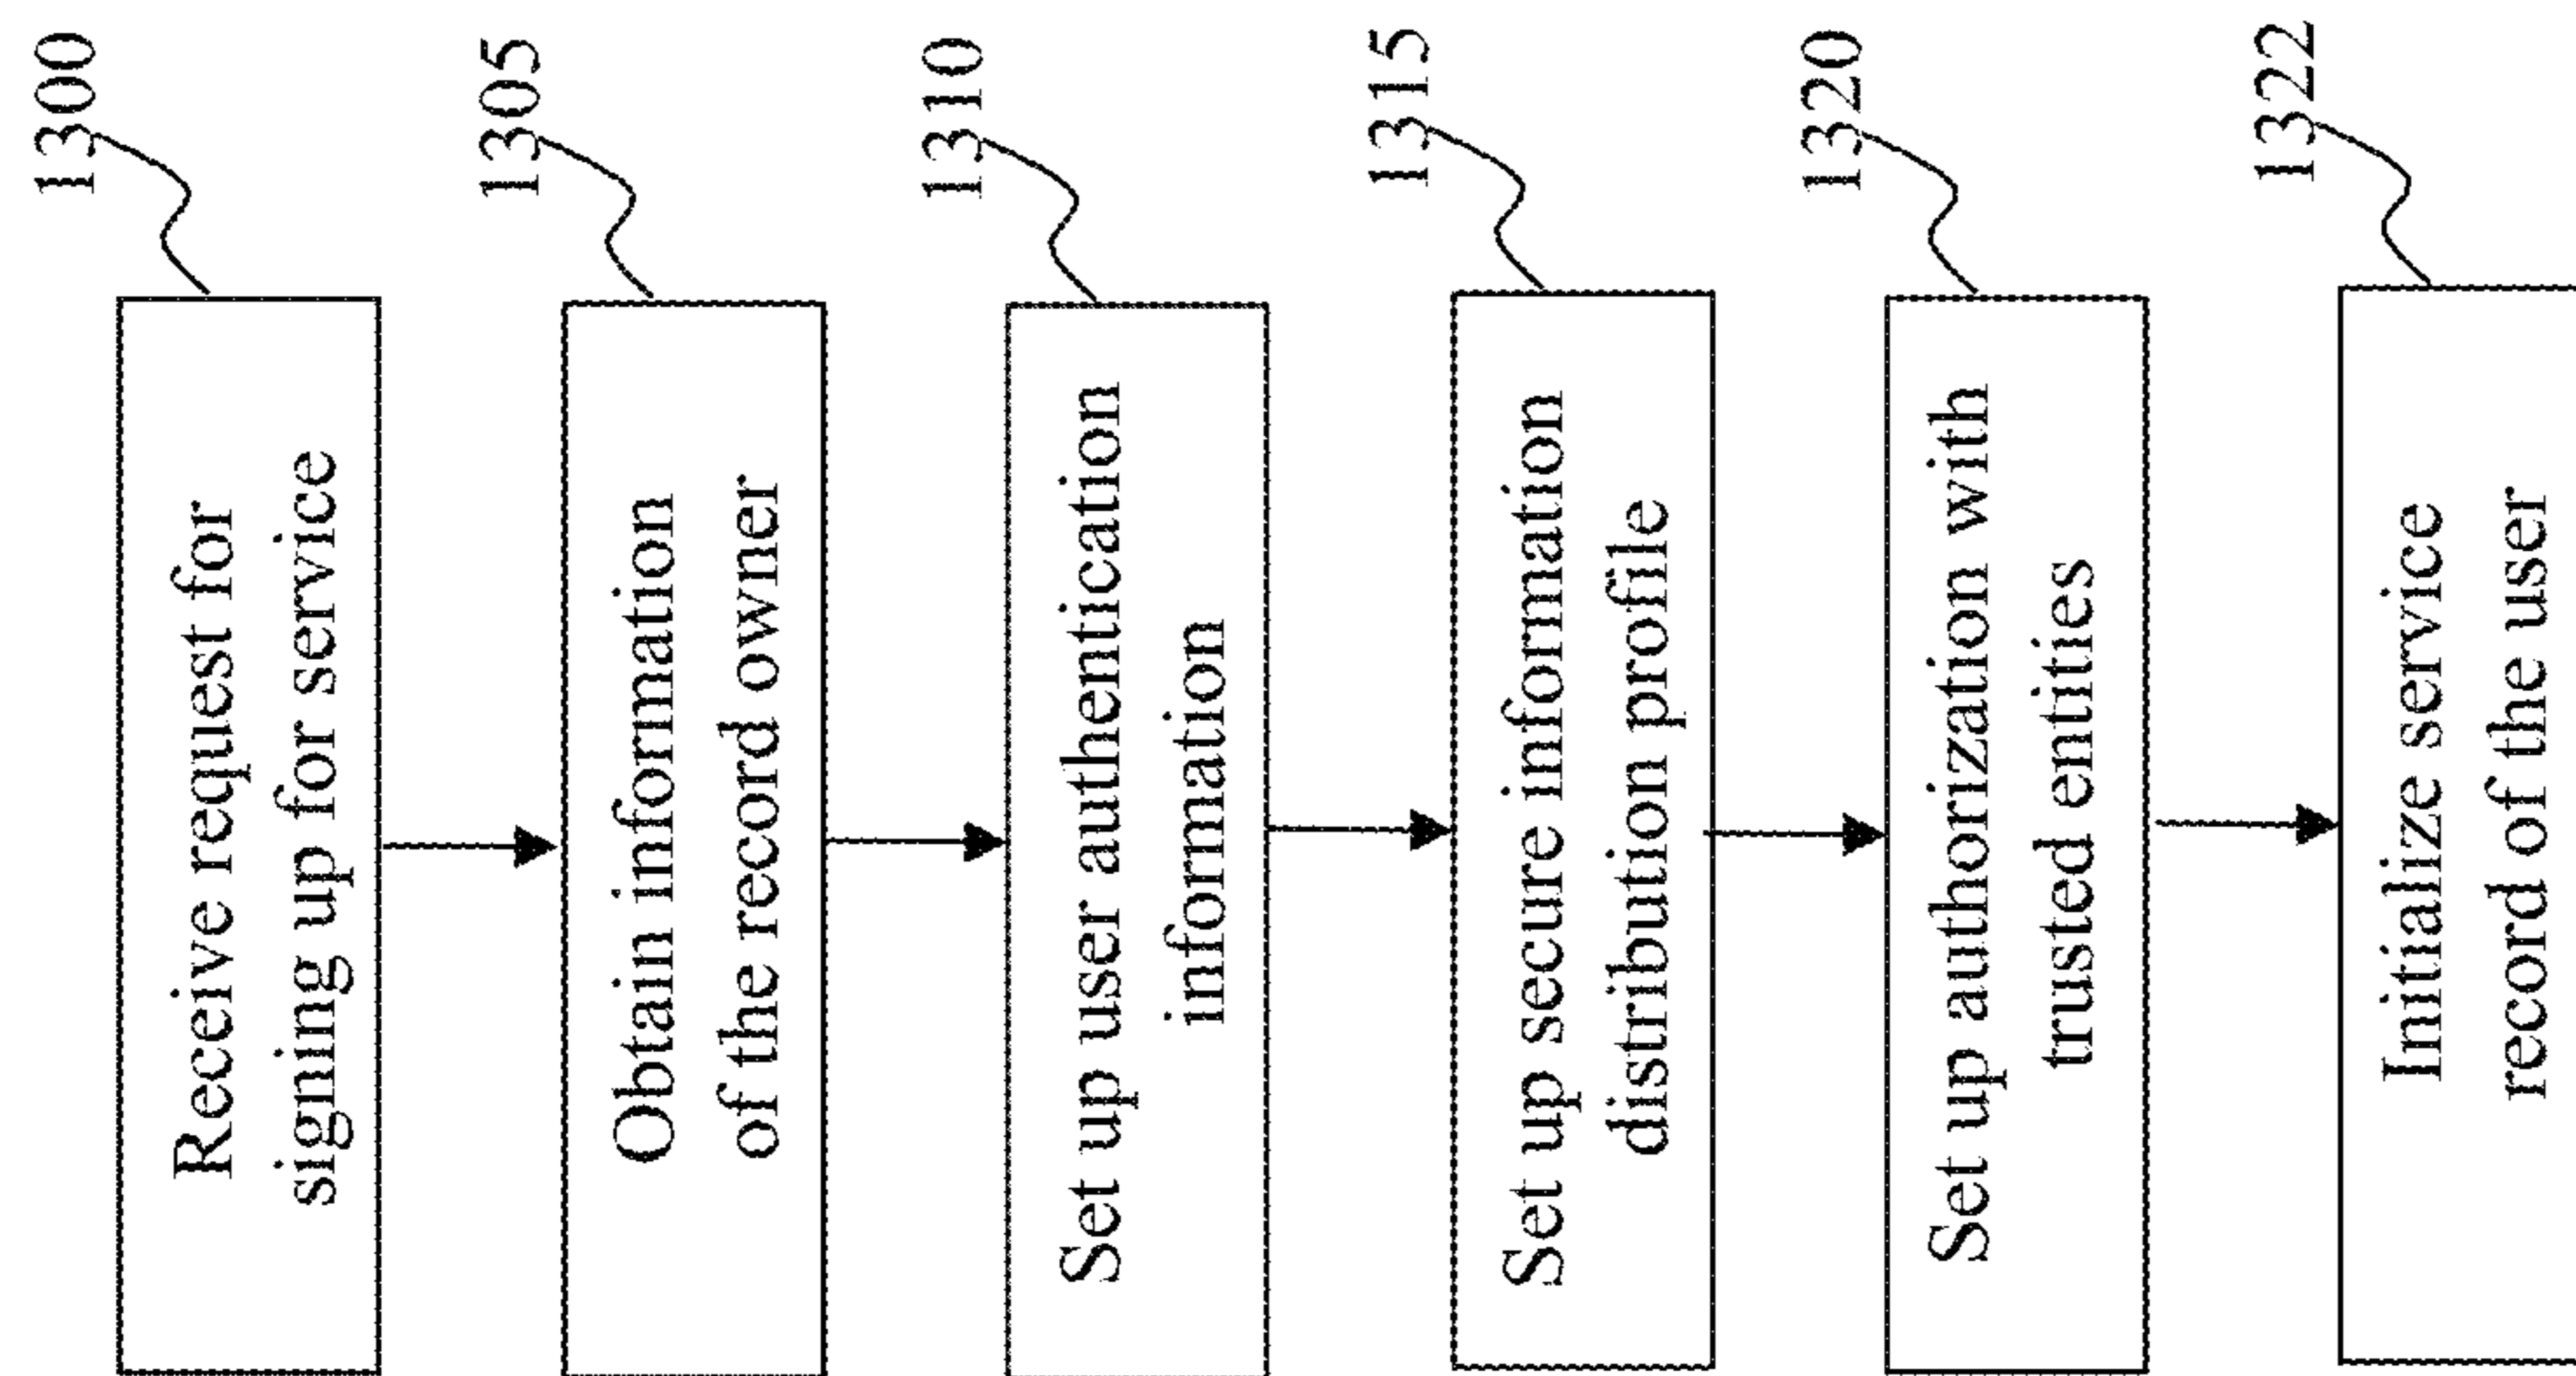 1300
Receive request for
signing up for service
1305
Obtain information
of the record owner
1310
Set up user authentication
information
1315
Set up secure information
distribution profile
1320
Set up authorization with
trusted entities
1322
Initialize service
record of the user